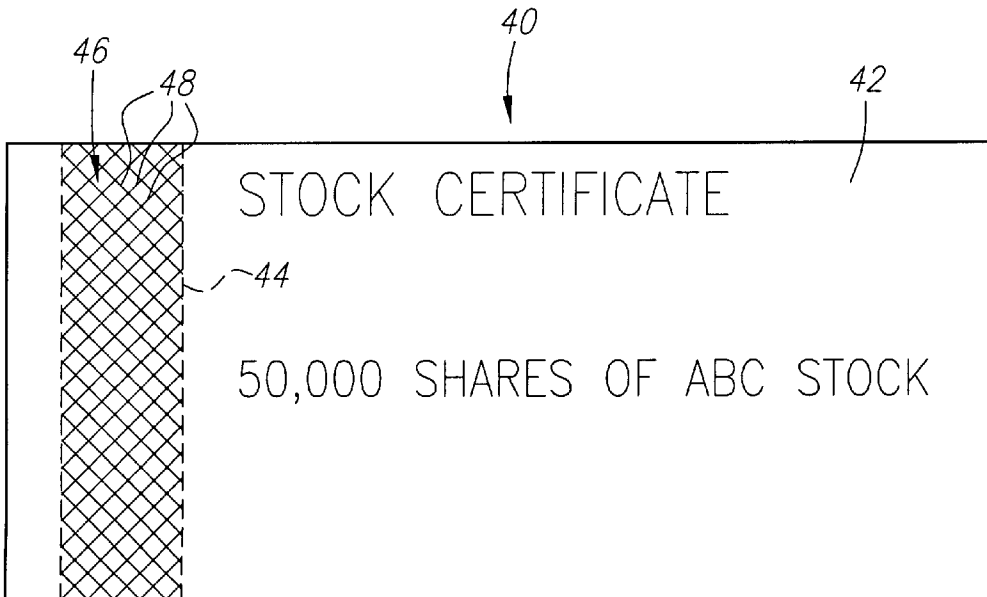 40
46
48
42
STOCK CERTIFICATE
44
50,000 SHARES OF ABC STOCK